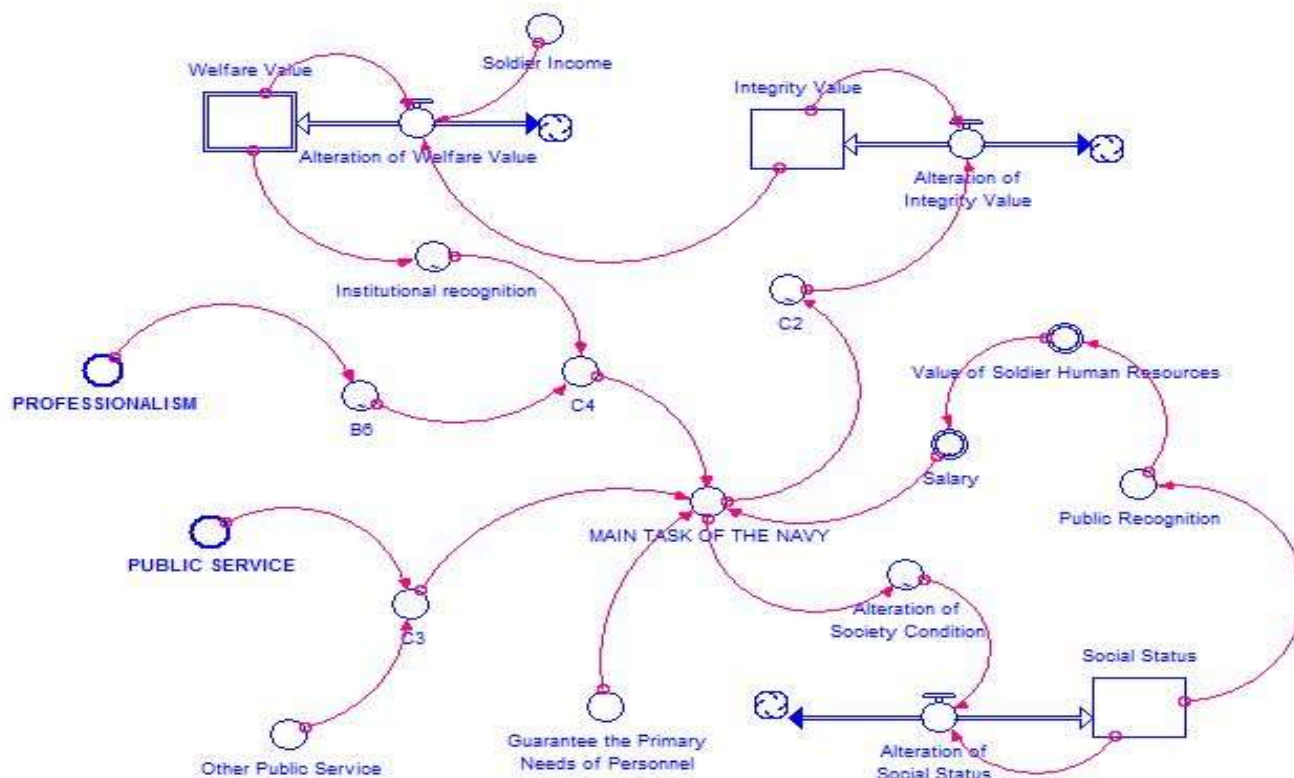 Soldier Income
Welfare Value
Integrity Value
Alteration of Welfare Value
Alteration of
Integrity Value
Institutional recognition
C2
Value of Soldier Human Resources
PROFESSIONALISM
C4
B6
Salary
Public Recognition
MAIN TASK OF THE NAVY
PUBLIC SERVICE
Alteration of
Society Condition
C3
Social Status
Guarantee the Primary
Needs of Personnel
Other Public Service
Alteration of
Social Status